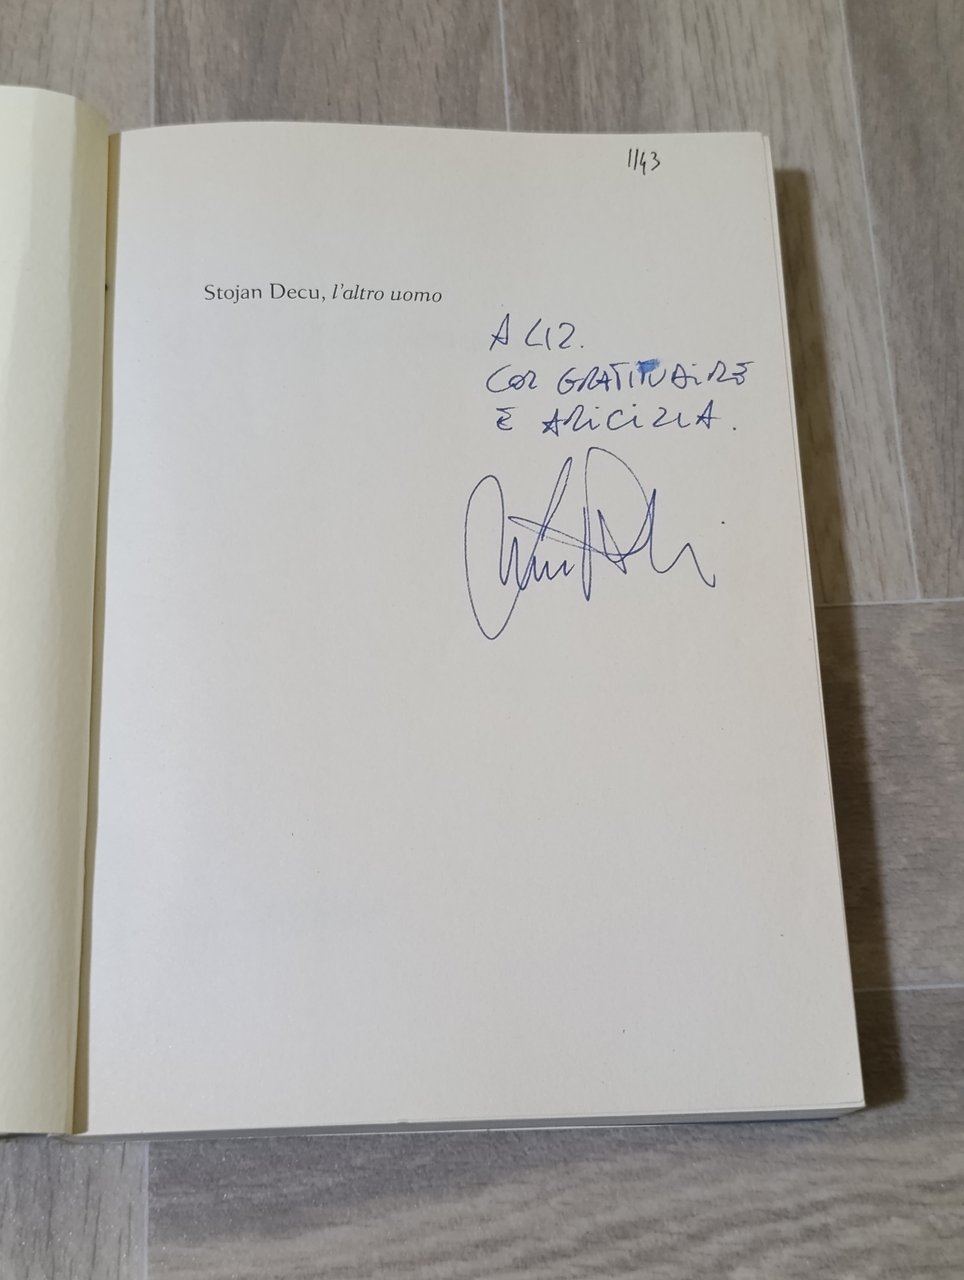 1143
Stojan Decu, l'altro uomo
A LIZ.
CON GRATITUDINE
E AMICIZIA.